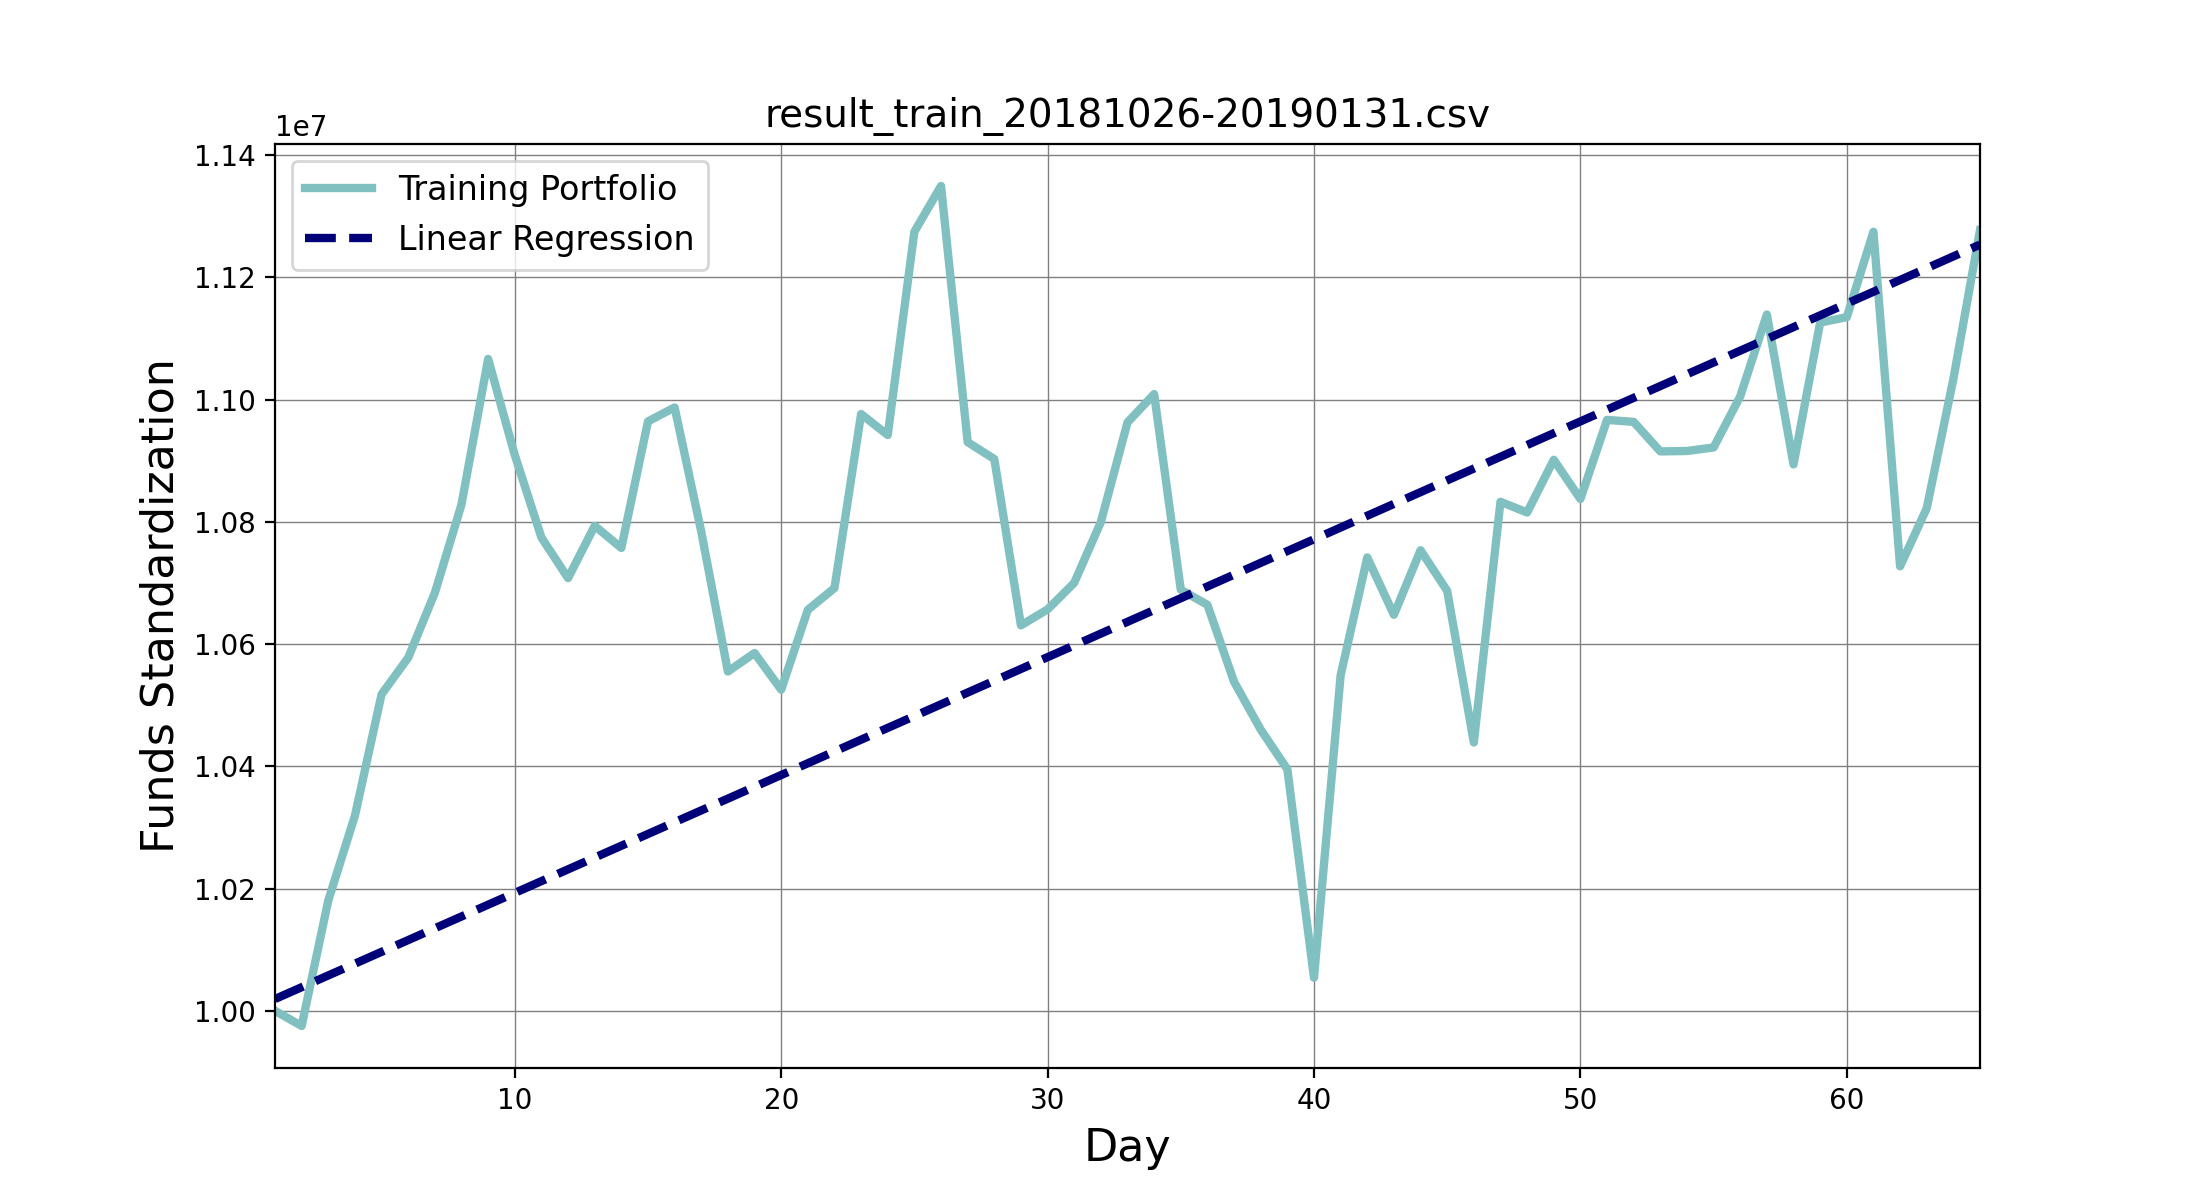 result_train_20181026-20190131.csv
1e7
Training Portfolio
Linear Regression
Funds Standardization
1.14
1.12
1.10
1.08
1.06
1.04
1.02
1.00
10 20 30 40 50 60
Day